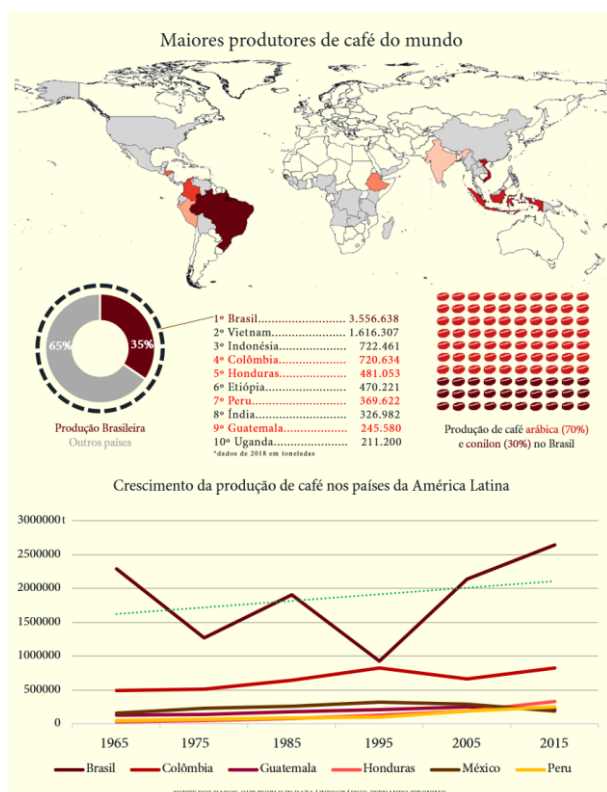 Maiores produtores de café do mundo
65%
35%
Produção Brasileira
Outros países
1º Brasil...................... 3.556.638
2º Vietnam.................. 1.616.307
3º Indonésia................ 722.461
4º Colômbia................. 720.634
5º Honduras................. 481.053
6º Etiópia.................... 470.221
7º Peru........................ 369.622
8º Índia....................... 326.982
9º Guatemala............... 245.580
10º Uganda.................. 211.200
*dados de 2018 em toneladas
Produção de café arábica (70%)
e conilon (30%) no Brasil
Crescimento da produção de café nos países da América Latina
3000000 t
2500000
2000000
1500000
1000000
500000
0
1965 1975 1985 1995 2005 2015
Brasil Colômbia Guatemala Honduras México Peru